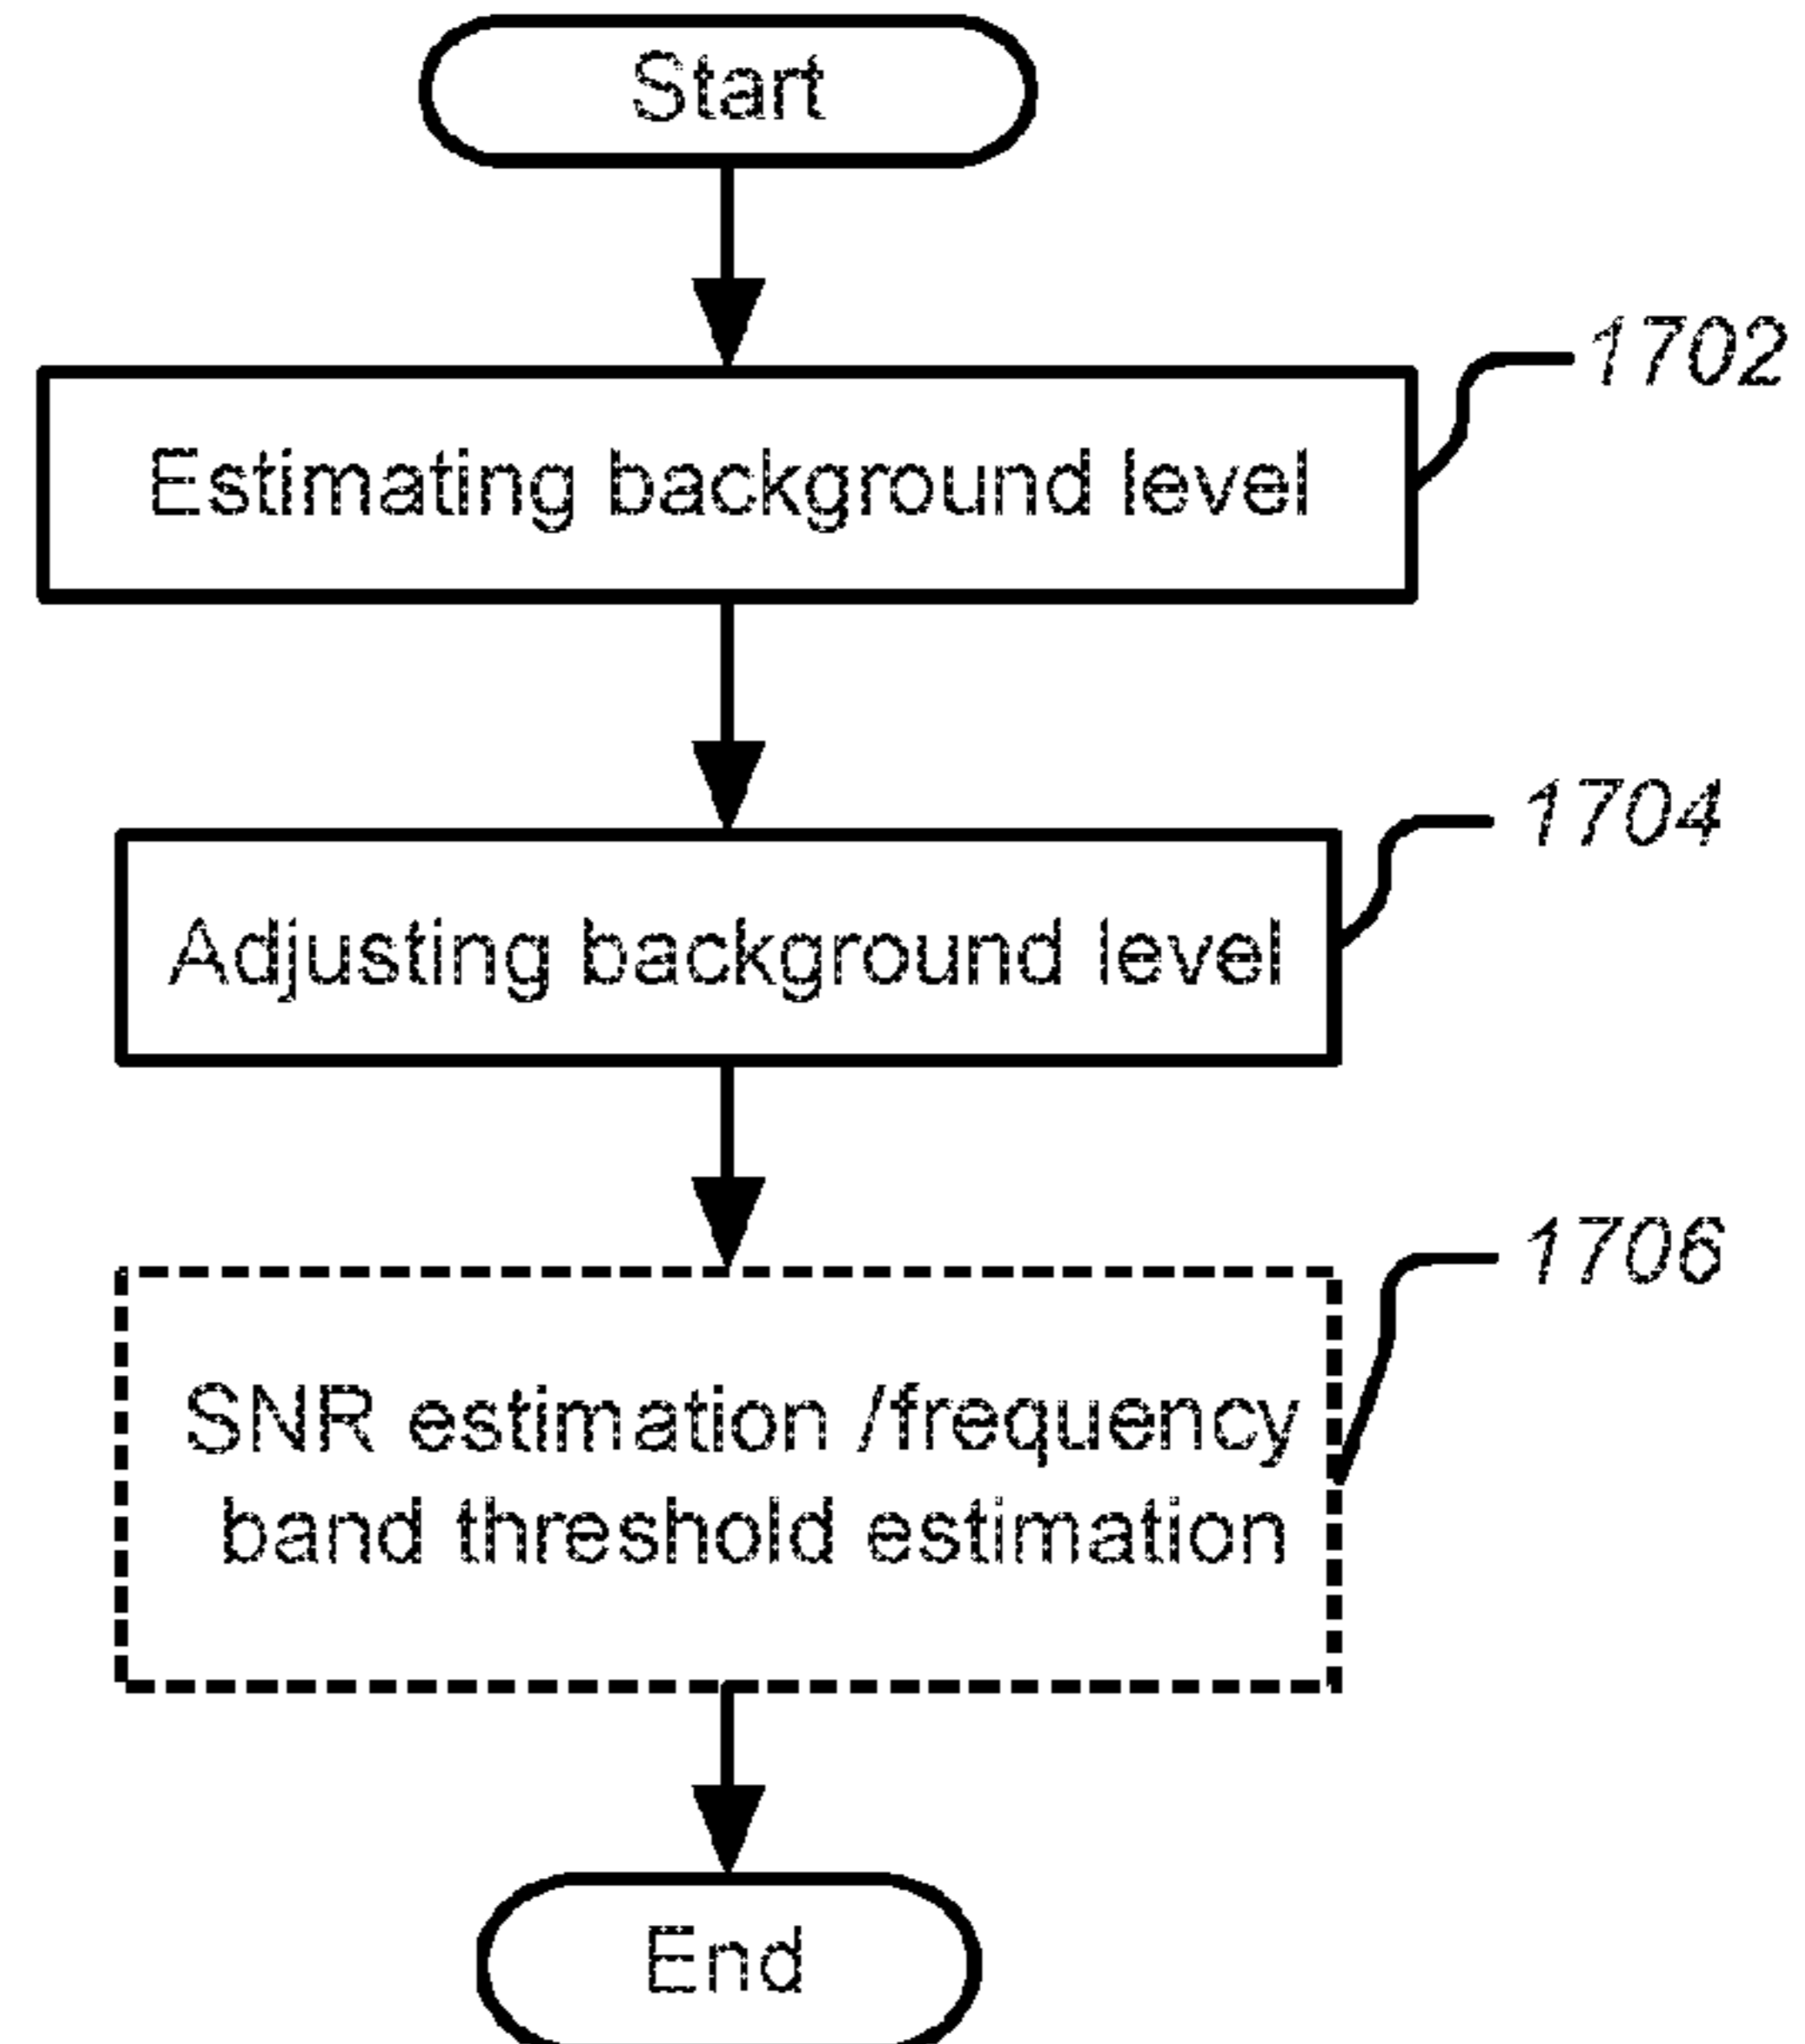 Start
1702
Estimating background level
1704
Adjusting background level
1706
SNR estimation /frequency
band threshold estimation
End